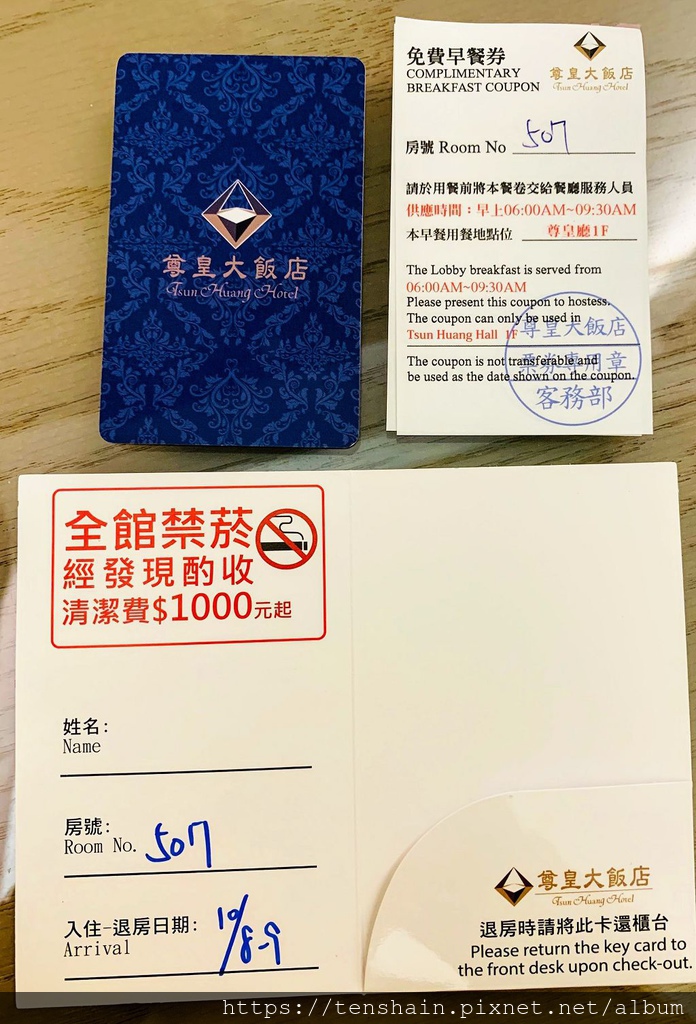 尊皇大飯店
Tsun Huang Hotel
免費早餐券
COMPLIMENTARY
BREAKFAST COUPON
尊皇大飯店
Tsun Huang Hotel
房號 Room No 507
請於用餐前將本餐卷交給餐廳服務人員
供應時間：早上06:00AM~09:30AM
本早餐用餐地點位 尊皇廳1F
The Lobby breakfast is served from
06:00AM~09:30AM
Please present this coupon to hostess.
The coupon can only be used in
Tsun Huang Hall 1F
The coupon is not transferable and
be used as the date shown on the coupon.
尊皇大飯店
票券專用章
客務部
全館禁菸
經發現酌收
清潔費$1000元起
姓名:
Name
房號:
Room No. 507
入住-退房日期: 10/8-9
Arrival
尊皇大飯店
Tsun Huang Hotel
退房時請將此卡還櫃台
Please return the key card to
the front desk upon check-out.
https://tenshain.pixnet.net/album